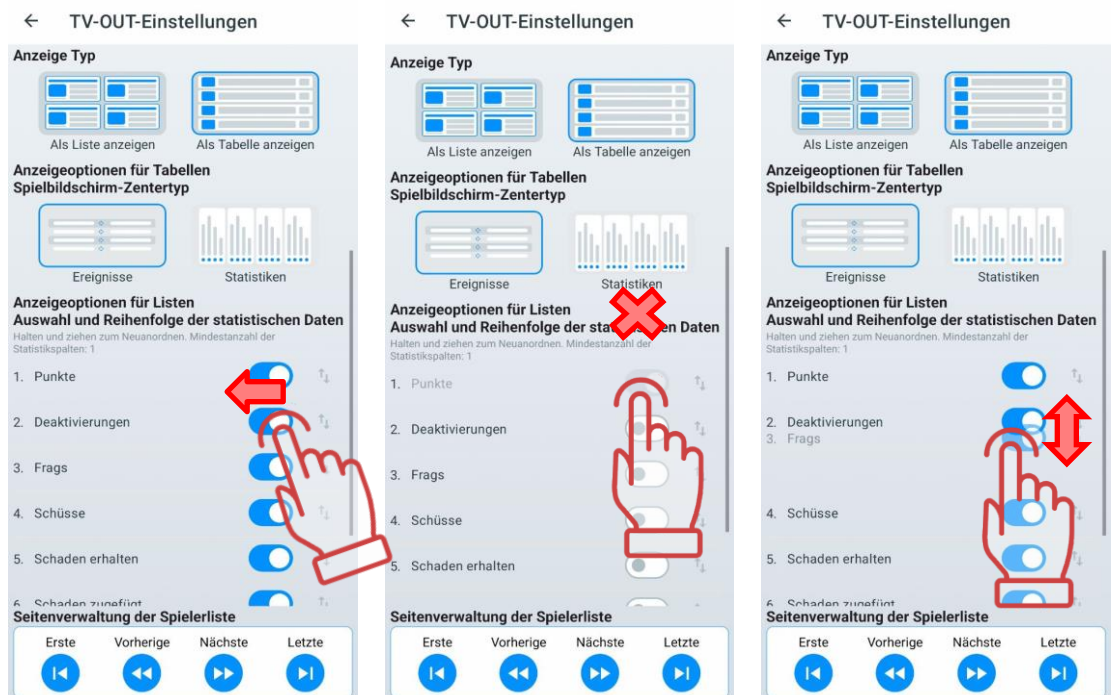 ← TV-OUT-Einstellungen
Anzeige Typ
Als Liste anzeigen Als Tabelle anzeigen
Anzeigeoptionen für Tabellen
Spielbildschirm-Zentertyp
Ereignisse Statistiken
Anzeigeoptionen für Listen
Auswahl und Reihenfolge der statistischen Daten
Halten und ziehen zum Neuanordnen. Mindestanzahl der
Statistikspalten: 1
1. Punkte
2. Deaktivierungen
3. Frags
4. Schüsse
5. Schaden erhalten
6. Schaden zugefügt
Seitenverwaltung der Spielerliste
Erste Vorherige Nächste Letzte
← TV-OUT-Einstellungen
Anzeige Typ
Als Liste anzeigen Als Tabelle anzeigen
Anzeigeoptionen für Tabellen
Spielbildschirm-Zentertyp
Ereignisse Statistiken
Anzeigeoptionen für Listen
Auswahl und Reihenfolge der statistischen Daten
Halten und ziehen zum Neuanordnen. Mindestanzahl der
Statistikspalten: 1
1. Punkte
2. Deaktivierungen
3. Frags
4. Schüsse
5. Schaden erhalten
Seitenverwaltung der Spielerliste
Erste Vorherige Nächste Letzte
← TV-OUT-Einstellungen
Anzeige Typ
Als Liste anzeigen Als Tabelle anzeigen
Anzeigeoptionen für Tabellen
Spielbildschirm-Zentertyp
Ereignisse Statistiken
Anzeigeoptionen für Listen
Auswahl und Reihenfolge der statistischen Daten
Halten und ziehen zum Neuanordnen. Mindestanzahl der
Statistikspalten: 1
1. Punkte
2. Deaktivierungen
3. Frags
4. Schüsse
5. Schaden erhalten
6. Schaden zugefügt
Seitenverwaltung der Spielerliste
Erste Vorherige Nächste Letzte